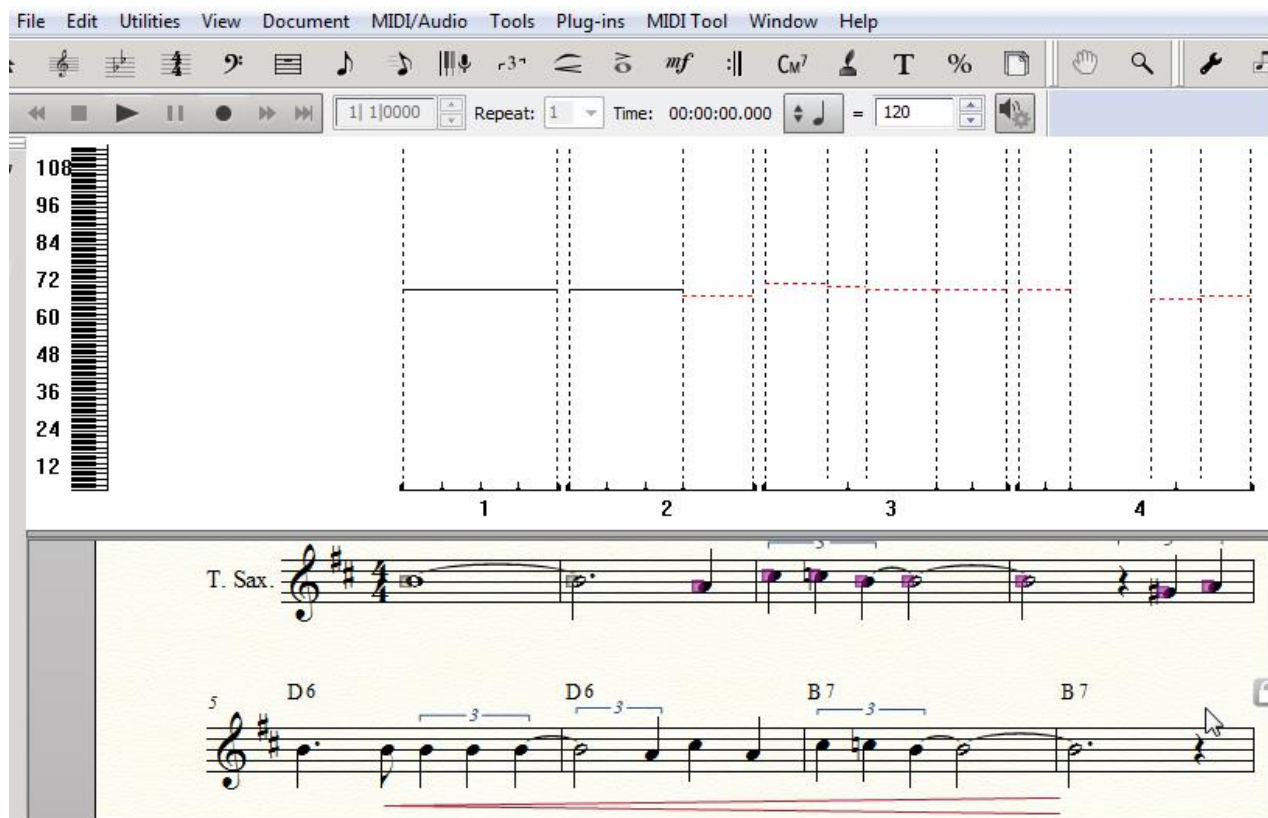 File Edit Utilities View Document MIDI/Audio Tools Plug-ins MIDI Tool Window Help
3 mf CM7 T %
1| 1|0000 Repeat: 1 Time: 00:00:00.000 = 120
108
96
84
72
60
48
36
24
12
1 2 3 4
T. Sax. 4 4
5 D6 D6 B7 B7
3 3 3